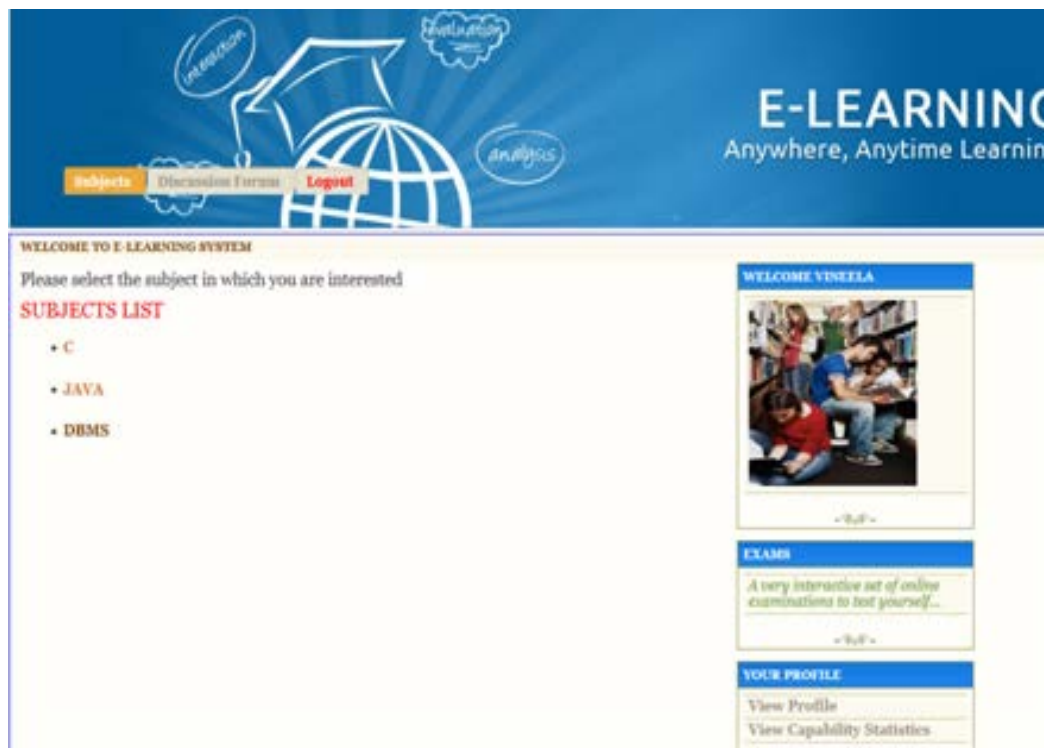 interaction
evaluation
analysis
E-LEARNING
Anywhere, Anytime Learnin
Subjects Discussion Forum Logout
WELCOME TO E-LEARNING SYSTEM
Please select the subject in which you are interested
SUBJECTS LIST
• C
• JAVA
• DBMS
WELCOME VINEELA
EXAMS
A very interactive set of online
examinations to test yourself...
YOUR PROFILE
View Profile
View Capability Statistics